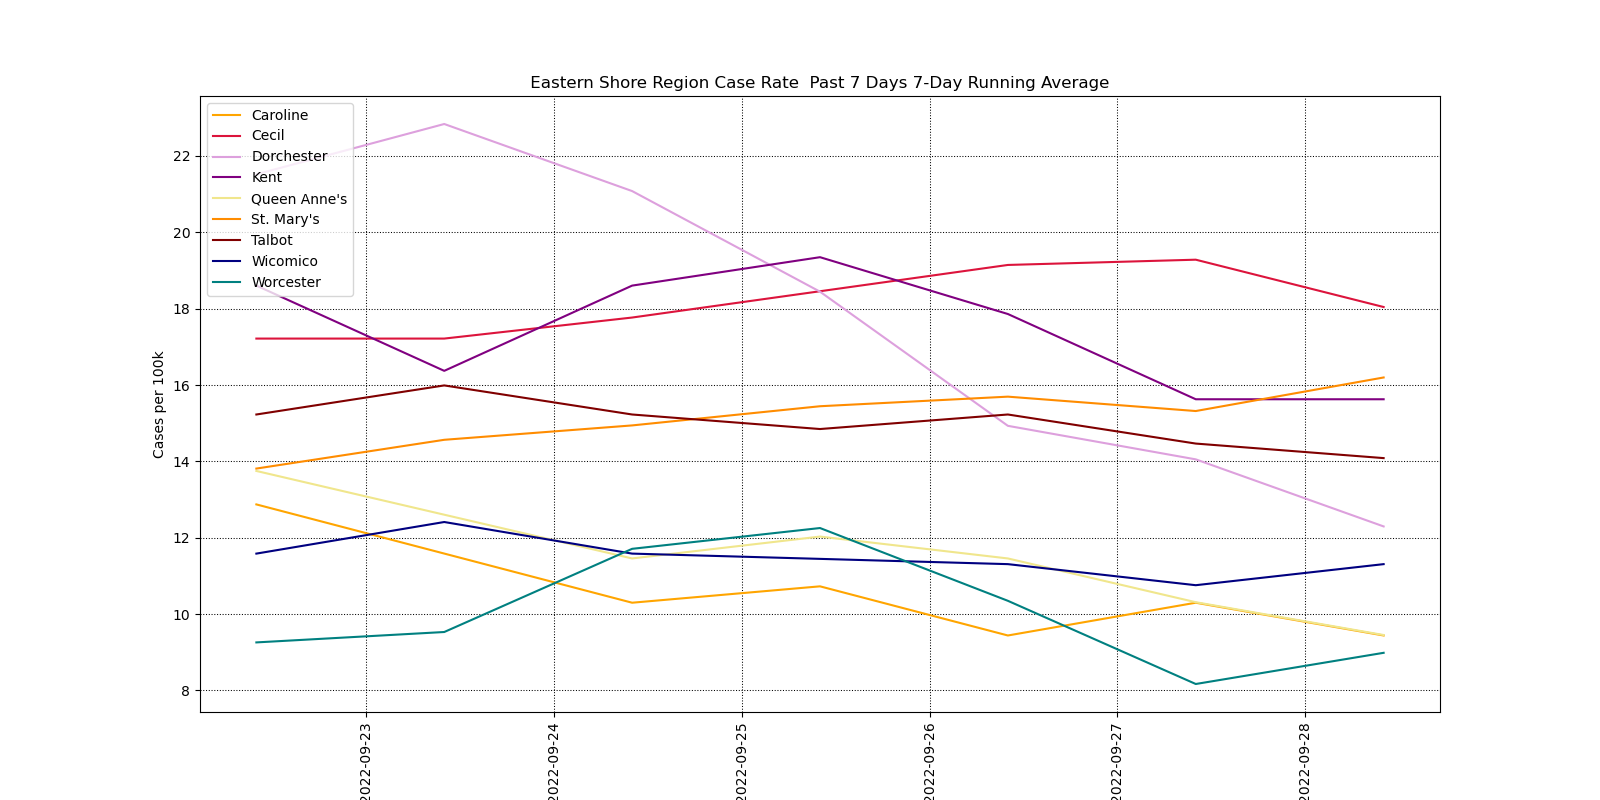 Eastern Shore Region Case Rate  Past 7 Days 7-Day Running Average
Caroline
Cecil
Dorchester
Kent
Queen Anne's
St. Mary's
Talbot
Wicomico
Worcester
Cases per 100k
22
20
18
16
14
12
10
8
2022-09-23
2022-09-24
2022-09-25
2022-09-26
2022-09-27
2022-09-28